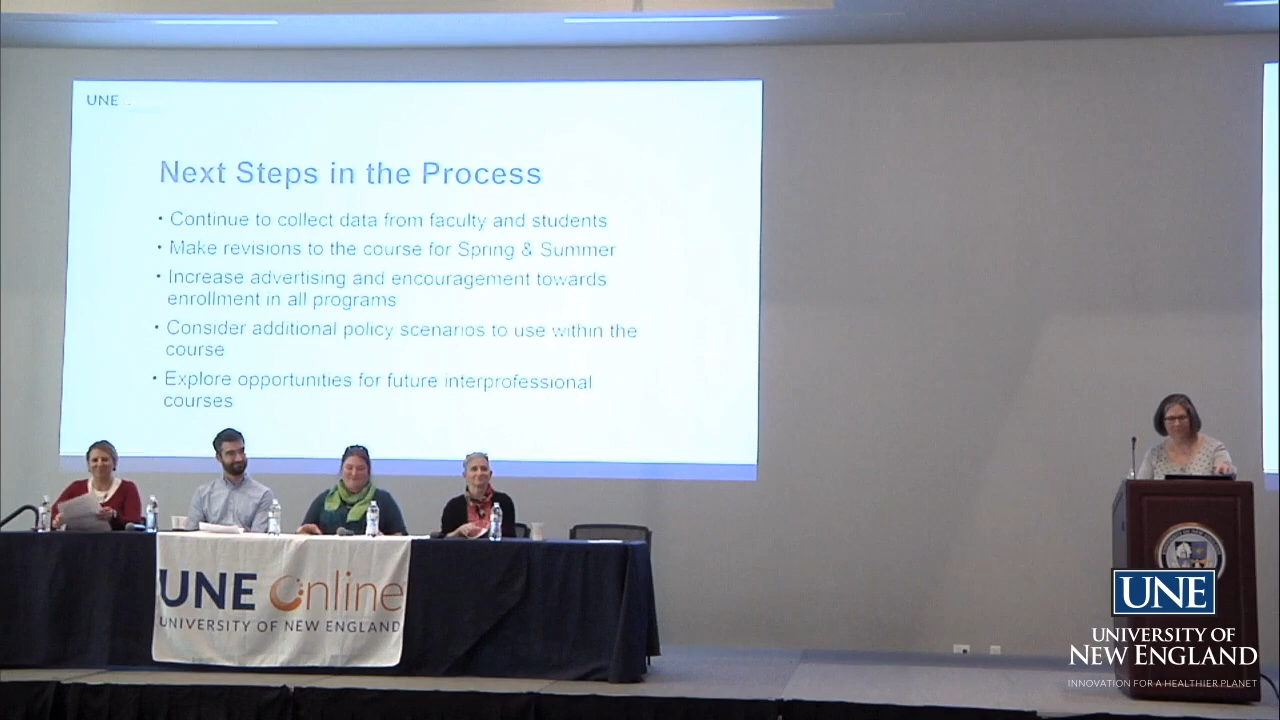 UNE
Next Steps in the Process
• Continue to collect data from faculty and students
• Make revisions to the course for Spring & Summer
• Increase advertising and encouragement towards
enrollment in all programs
• Consider additional policy scenarios to use within the
course
• Explore opportunities for future interprofessional
courses
UNE Online
UNIVERSITY OF NEW ENGLAND
UNE
UNIVERSITY OF
NEW ENGLAND
INNOVATION FOR A HEALTHIER PLANET